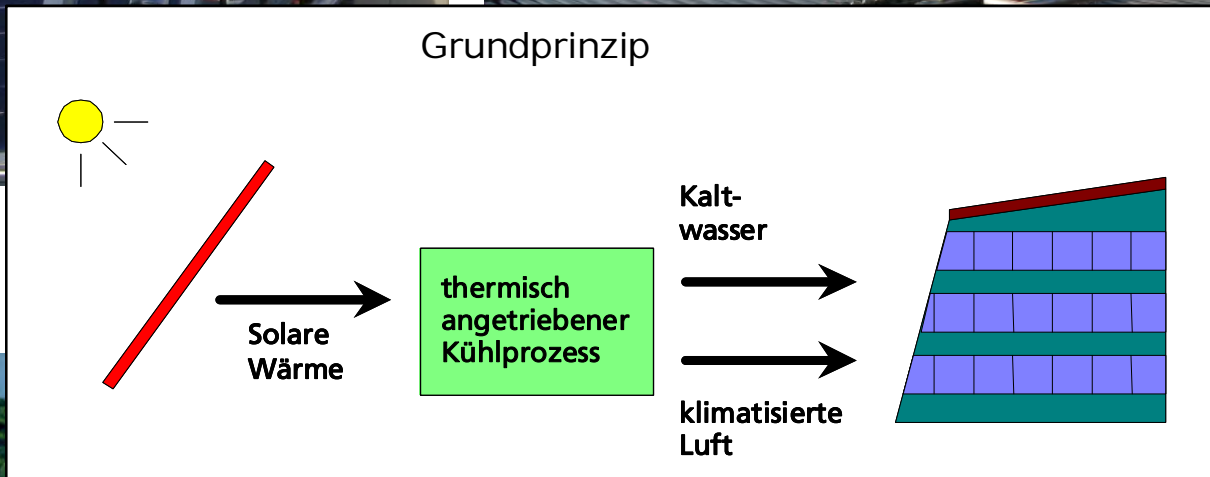 Grundprinzip
Solare
Wärme
thermisch
angetriebener
Kühlprozess
Kalt-
wasser
klimatisierte
Luft